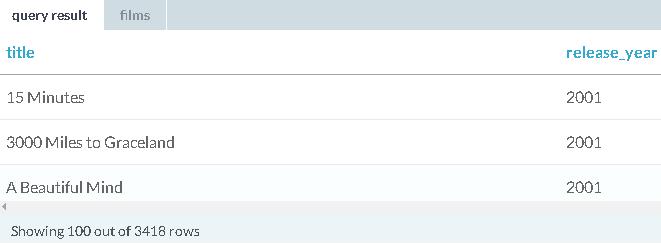 query result films
title release_year
15 Minutes 2001
3000 Miles to Graceland 2001
A Beautiful Mind 2001
Showing 100 out of 3418 rows